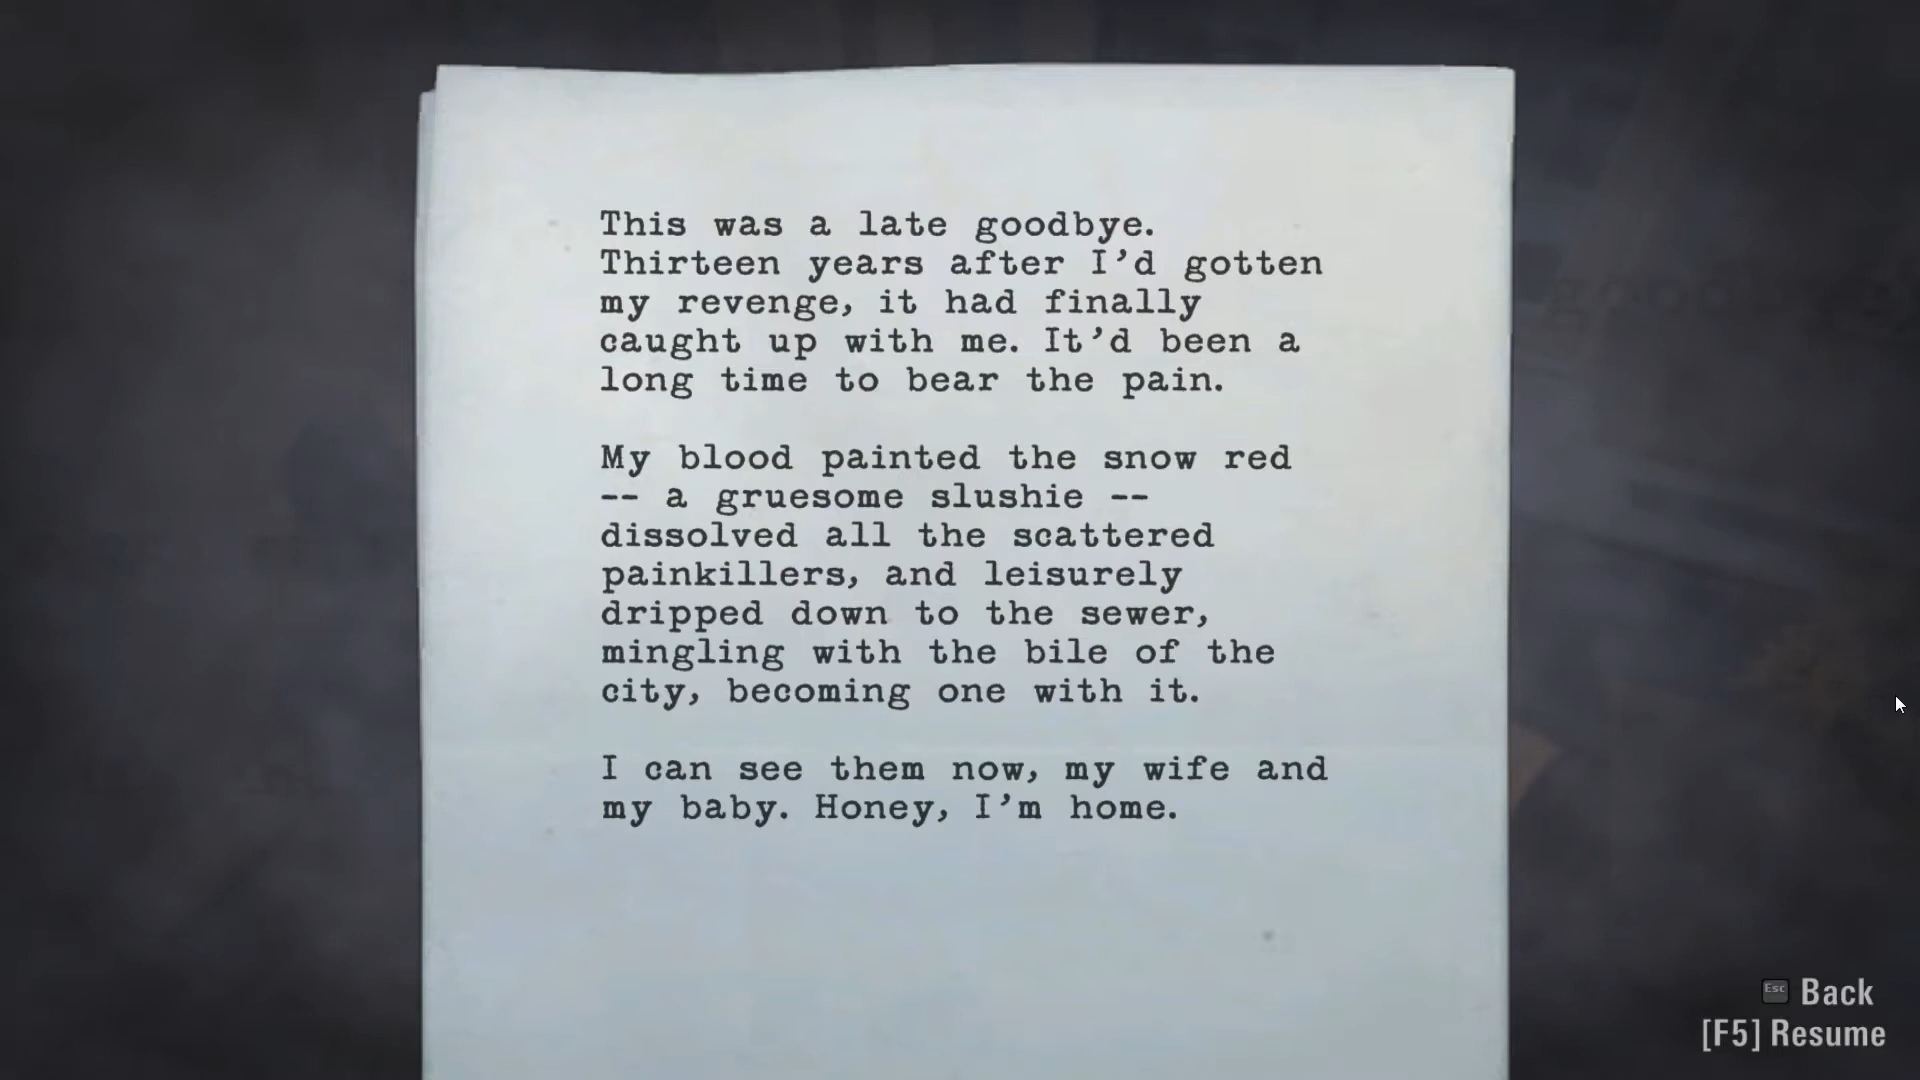 This was a late goodbye.
Thirteen years after I'd gotten
my revenge, it had finally
caught up with me. It'd been a
long time to bear the pain.
My blood painted the snow red
-- a gruesome slushie --
dissolved all the scattered
painkillers, and leisurely
dripped down to the sewer,
mingling with the bile of the
city, becoming one with it.
I can see them now, my wife and
my baby. Honey, I'm home.
Esc Back
[F5] Resume